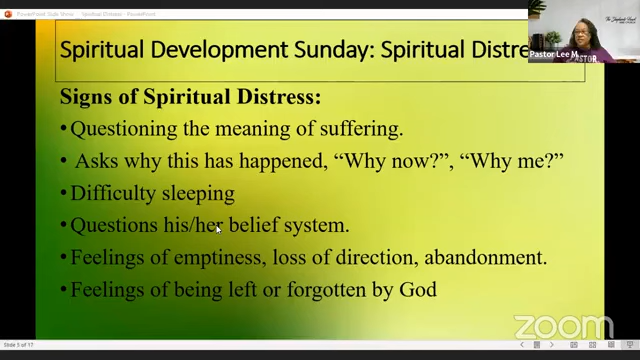 PowerPoint Slide Show - Spiritual Distress - PowerPoint
Spiritual Development Sunday: Spiritual Distre
Pastor Lee M
PASTOR
Signs of Spiritual Distress:
•Questioning the meaning of suffering.
• Asks why this has happened, “Why now?”, “Why me?”
•Difficulty sleeping
•Questions his/her belief system.
•Feelings of emptiness, loss of direction, abandonment.
•Feelings of being left or forgotten by God
zoom
Slide 5 of 17